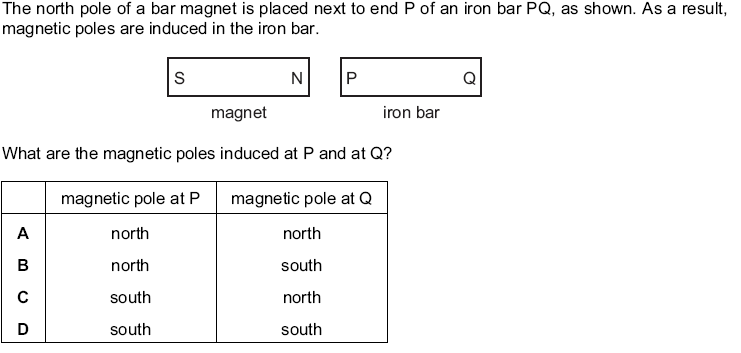 The north pole of a bar magnet is placed next to end P of an iron bar PQ, as shown. As a result,
magnetic poles are induced in the iron bar.
S N P Q
magnet iron bar
What are the magnetic poles induced at P and at Q?
magnetic pole at P magnetic pole at Q
A north north
B north south
C south north
D south south